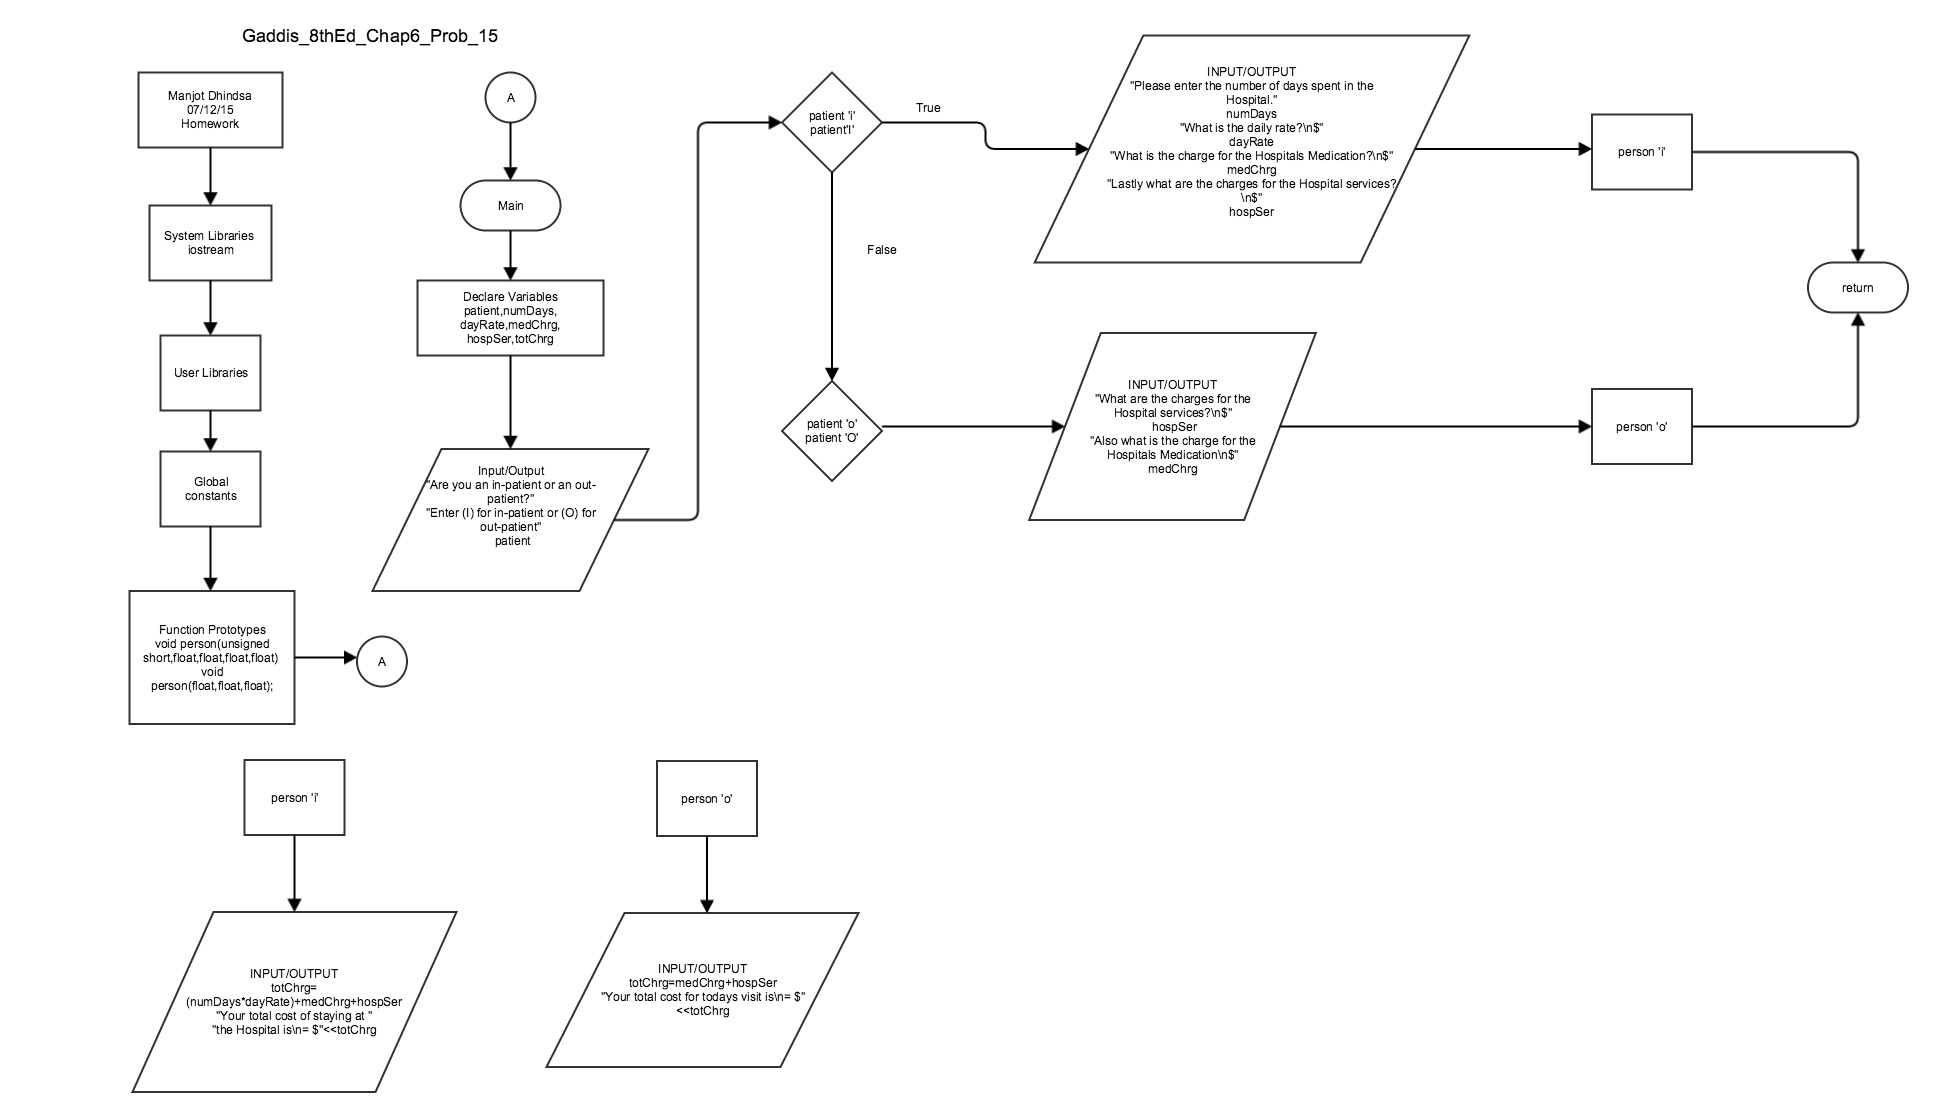 Gaddis_8thEd_Chap6_Prob_15
Manjot Dhindsa
07/12/15
Homework
System Libraries
iostream
User Libraries
Global
constants
Function Prototypes
void person(unsigned
short,float,float,float,float)
void
person(float,float,float);
A
A
Main
Declare Variables
patient,numDays,
dayRate,medChrg,
hospSer,totChrg
Input/Output
"Are you an in-patient or an out-
patient?"
"Enter (I) for in-patient or (O) for
out-patient"
patient
patient 'i'
patient'I'
True
False
INPUT/OUTPUT
"Please enter the number of days spent in the
Hospital."
numDays
"What is the daily rate?\n$"
dayRate
"What is the charge for the Hospitals Medication?\n$"
medChrg
"Lastly what are the charges for the Hospital services?
\n$"
hospSer
person 'i'
return
patient 'o'
patient 'O'
INPUT/OUTPUT
"What are the charges for the
Hospital services?\n$"
hospSer
"Also what is the charge for the
Hospitals Medication\n$"
medChrg
person 'o'
person 'i'
INPUT/OUTPUT
totChrg=
(numDays*dayRate)+medChrg+hospSer
"Your total cost of staying at "
"the Hospital is\n= $"<<totChrg
person 'o'
INPUT/OUTPUT
totChrg=medChrg+hospSer
"Your total cost for todays visit is\n= $"
<<totChrg